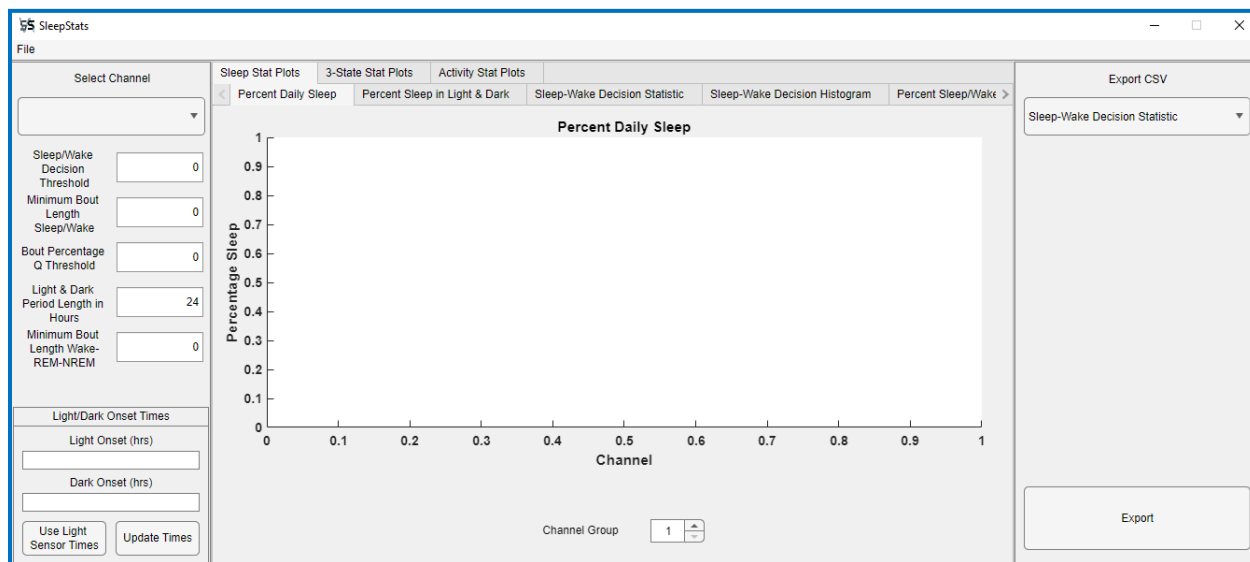 SS SleepStats
File
Select Channel
Sleep/Wake
Decision
Threshold
0
Minimum Bout
Length
Sleep/Wake
0
Bout Percentage
Q Threshold
0
Light & Dark
Period Length in
Hours
24
Minimum Bout
Length Wake-
REM-NREM
0
Light/Dark Onset Times
Light Onset (hrs)
Dark Onset (hrs)
Use Light
Sensor Times
Update Times
Sleep Stat Plots 3-State Stat Plots Activity Stat Plots
Percent Daily Sleep Percent Sleep in Light & Dark Sleep-Wake Decision Statistic Sleep-Wake Decision Histogram Percent Sleep/Wake
Percent Daily Sleep
Percentage Sleep
1
0.9
0.8
0.7
0.6
0.5
0.4
0.3
0.2
0.1
0
0 0.1 0.2 0.3 0.4 0.5 0.6 0.7 0.8 0.9 1
Channel
Channel Group 1
Export CSV
Sleep-Wake Decision Statistic
Export